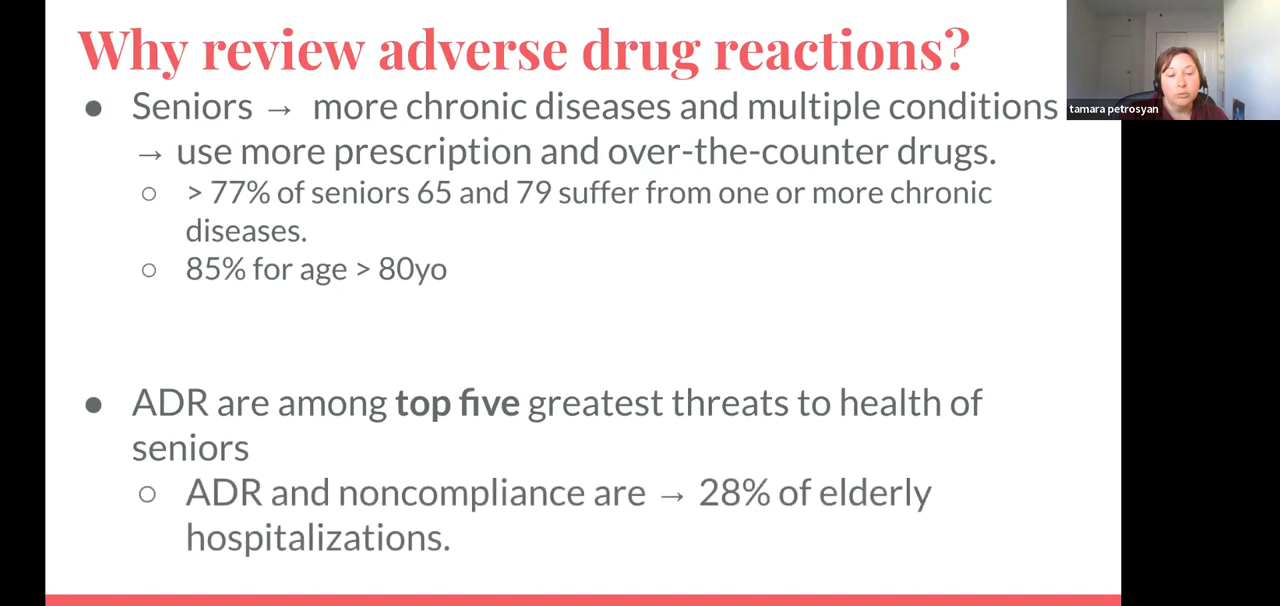 Why review adverse drug reactions?
● Seniors → more chronic diseases and multiple conditions
→ use more prescription and over-the-counter drugs.
○ > 77% of seniors 65 and 79 suffer from one or more chronic
diseases.
○ 85% for age > 80yo
● ADR are among top five greatest threats to health of
seniors
○ ADR and noncompliance are → 28% of elderly
hospitalizations.
tamara petrosyan